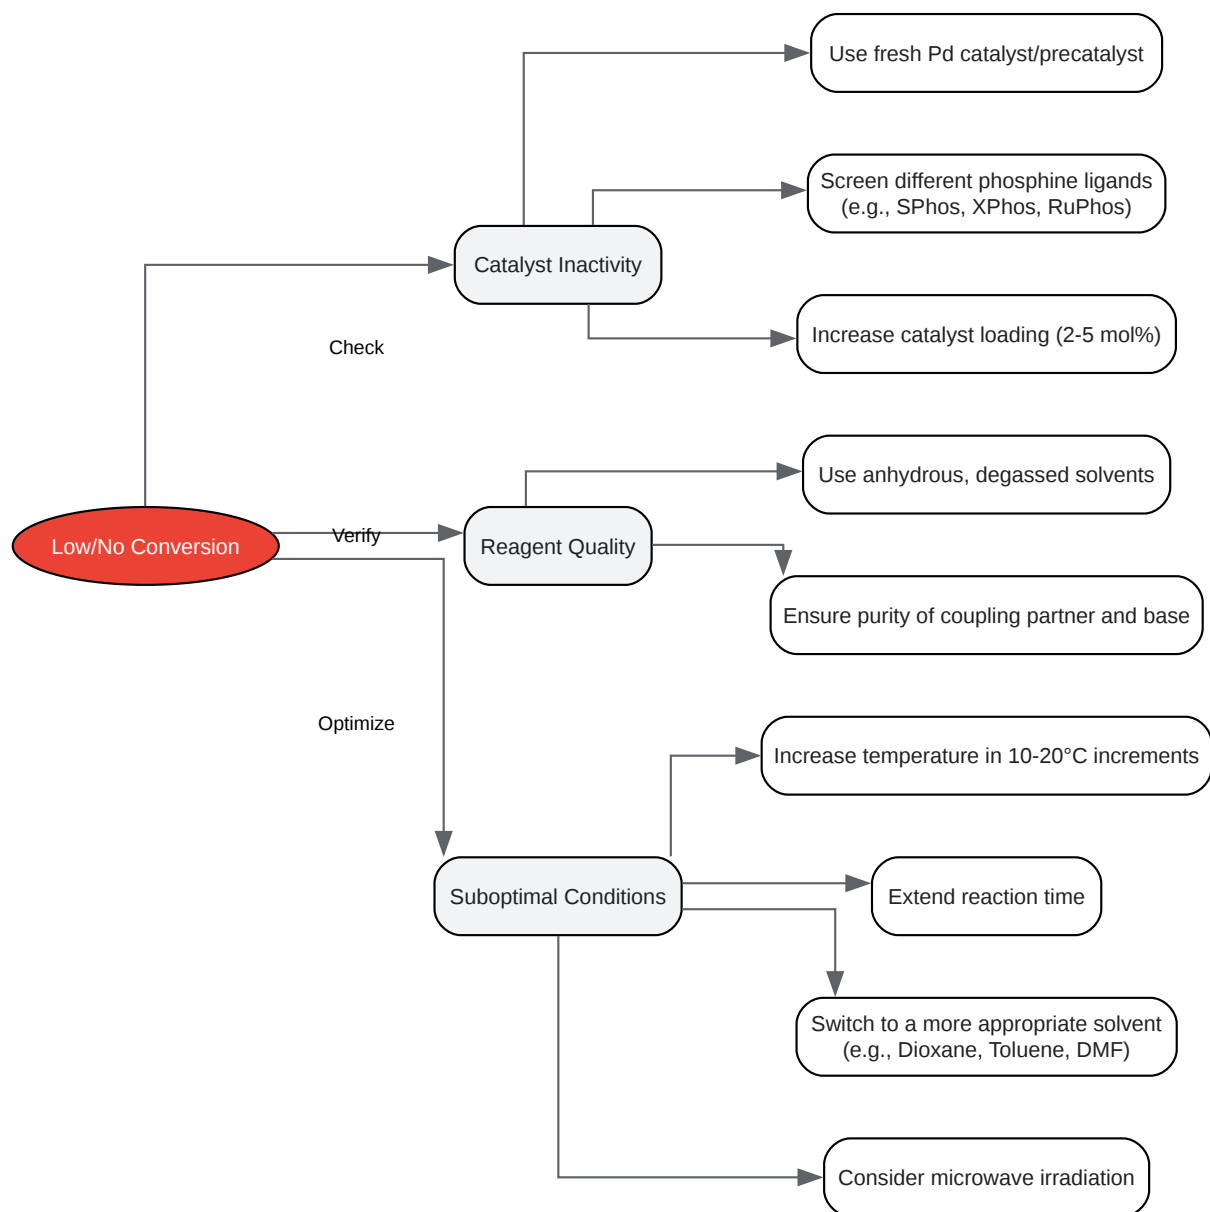 Use fresh Pd catalyst/precatalyst
Screen different phosphine ligands
(e.g., SPhos, XPhos, RuPhos)
Catalyst Inactivity
Increase catalyst loading (2-5 mol%)
Check
Use anhydrous, degassed solvents
Low/No Conversion
Verify
Reagent Quality
Ensure purity of coupling partner and base
Optimize
Increase temperature in 10-20°C increments
Suboptimal Conditions
Extend reaction time
Switch to a more appropriate solvent
(e.g., Dioxane, Toluene, DMF)
Consider microwave irradiation